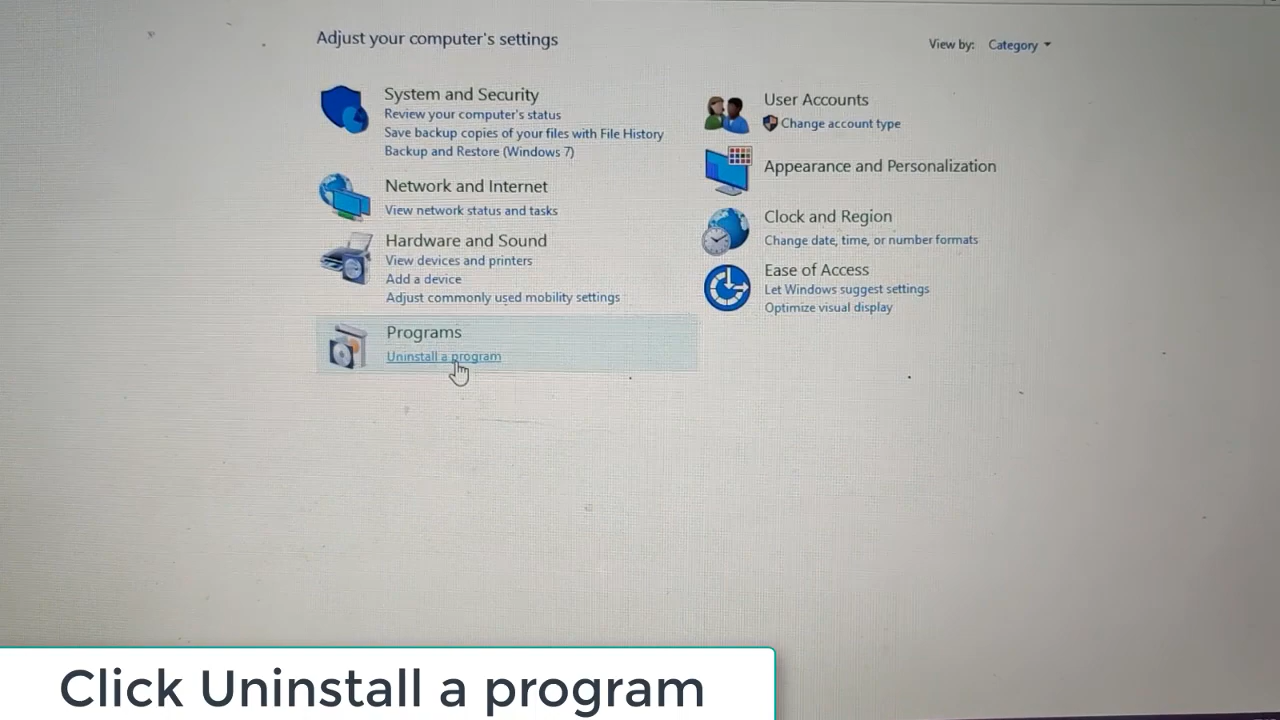 Adjust your computer's settings
View by: Category
System and Security
Review your computer's status
Save backup copies of your files with File History
Backup and Restore (Windows 7)
Network and Internet
View network status and tasks
Hardware and Sound
View devices and printers
Add a device
Adjust commonly used mobility settings
Programs
Uninstall a program
User Accounts
Change account type
Appearance and Personalization
Clock and Region
Change date, time, or number formats
Ease of Access
Let Windows suggest settings
Optimize visual display
Click Uninstall a program